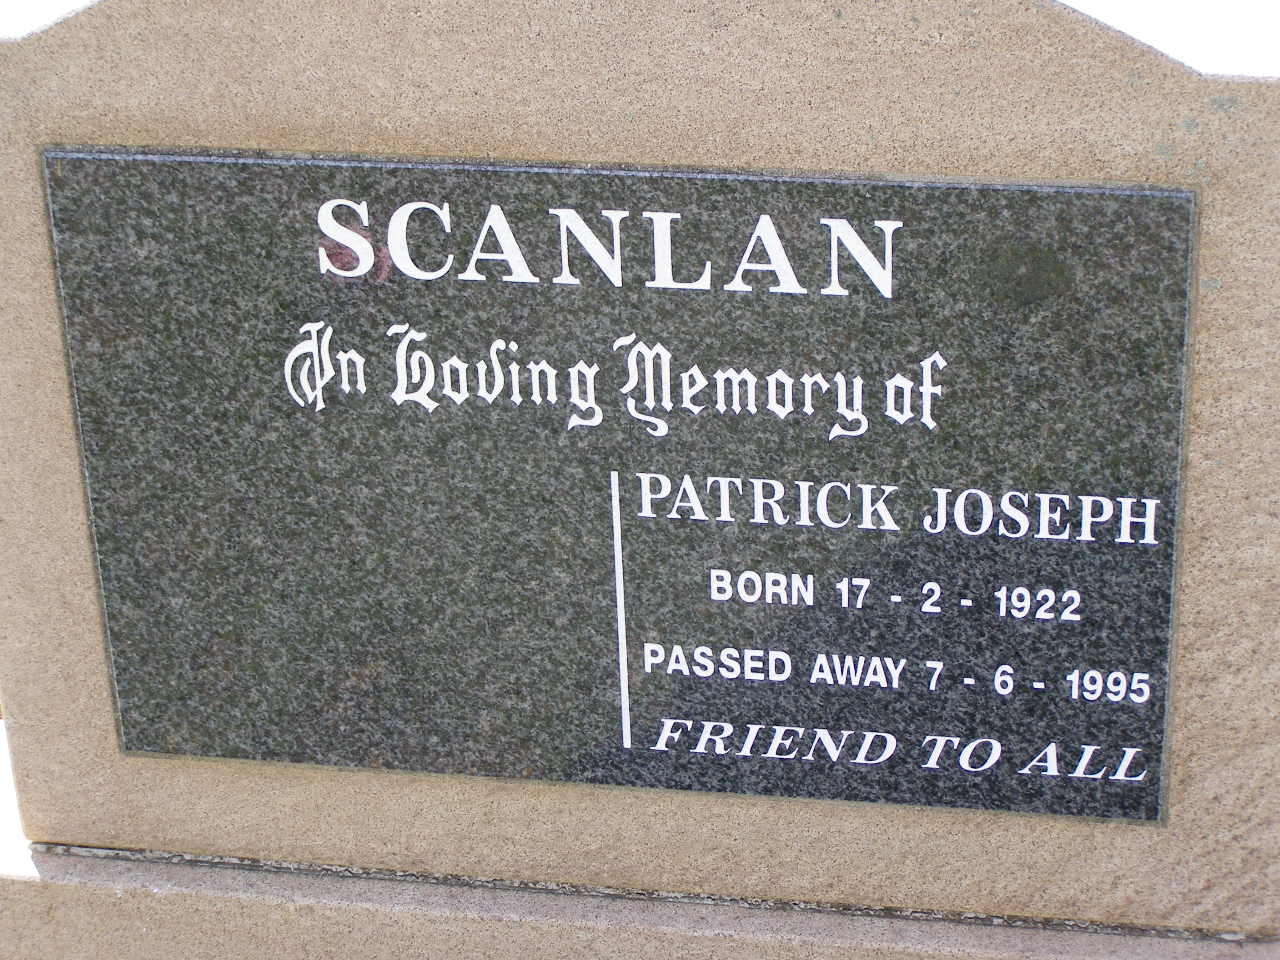 SCANLAN
In Loving Memory of
PATRICK JOSEPH
BORN 17 - 2 - 1922
PASSED AWAY 7 - 6 - 1995
FRIEND TO ALL